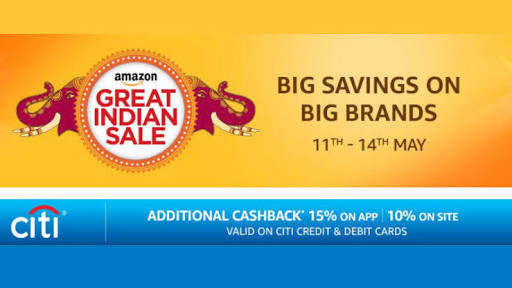 amazon
GREAT
INDIAN
SALE
BIG SAVINGS ON
BIG BRANDS
11TH - 14TH MAY
citi®
ADDITIONAL CASHBACK* 15% ON APP | 10% ON SITE
VALID ON CITI CREDIT & DEBIT CARDS